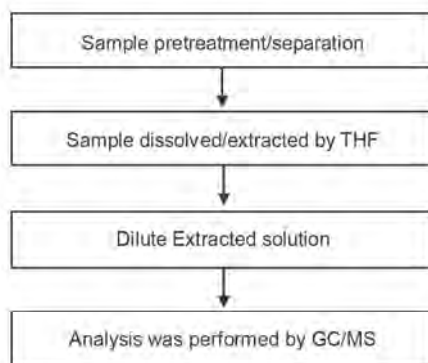 Sample pretreatment/separation
Sample dissolved/extracted by THF
Dilute Extracted solution
Analysis was performed by GC/MS